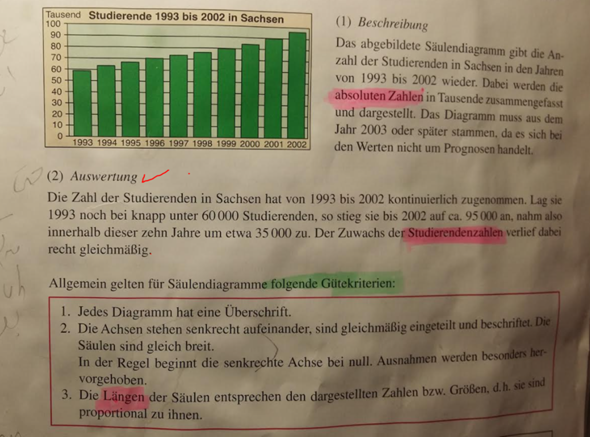 Tausend Studierende 1993 bis 2002 in Sachsen
100
90
80
70
60
50
40
30
20
10
0
1993 1994 1995 1996 1997 1998 1999 2000 2001 2002
(1) Beschreibung
Das abgebildete Säulendiagramm gibt die An-
zahl der Studierenden in Sachsen in den Jahren
von 1993 bis 2002 wieder. Dabei werden die
absoluten Zahlen in Tausende zusammengefasst
und dargestellt. Das Diagramm muss aus dem
Jahr 2003 oder später stammen, da es sich bei
den Werten nicht um Prognosen handelt.
(2) Auswertung
Die Zahl der Studierenden in Sachsen hat von 1993 bis 2002 kontinuierlich zugenommen. Lag sie
1993 noch bei knapp unter 60 000 Studierenden, so stieg sie bis 2002 auf ca. 95 000 an, nahm also
innerhalb dieser zehn Jahre um etwa 35 000 zu. Der Zuwachs der Studierendenzahlen verlief dabei
recht gleichmäßig.
Allgemein gelten für Säulendiagramme folgende Gütekriterien:
1. Jedes Diagramm hat eine Überschrift.
2. Die Achsen stehen senkrecht aufeinander, sind gleichmäßig eingeteilt und beschriftet. Die
Säulen sind gleich breit.
In der Regel beginnt die senkrechte Achse bei null. Ausnahmen werden besonders her-
vorgehoben.
3. Die Längen der Säulen entsprechen den dargestellten Zahlen bzw. Größen, d. h. sie sind
proportional zu ihnen.